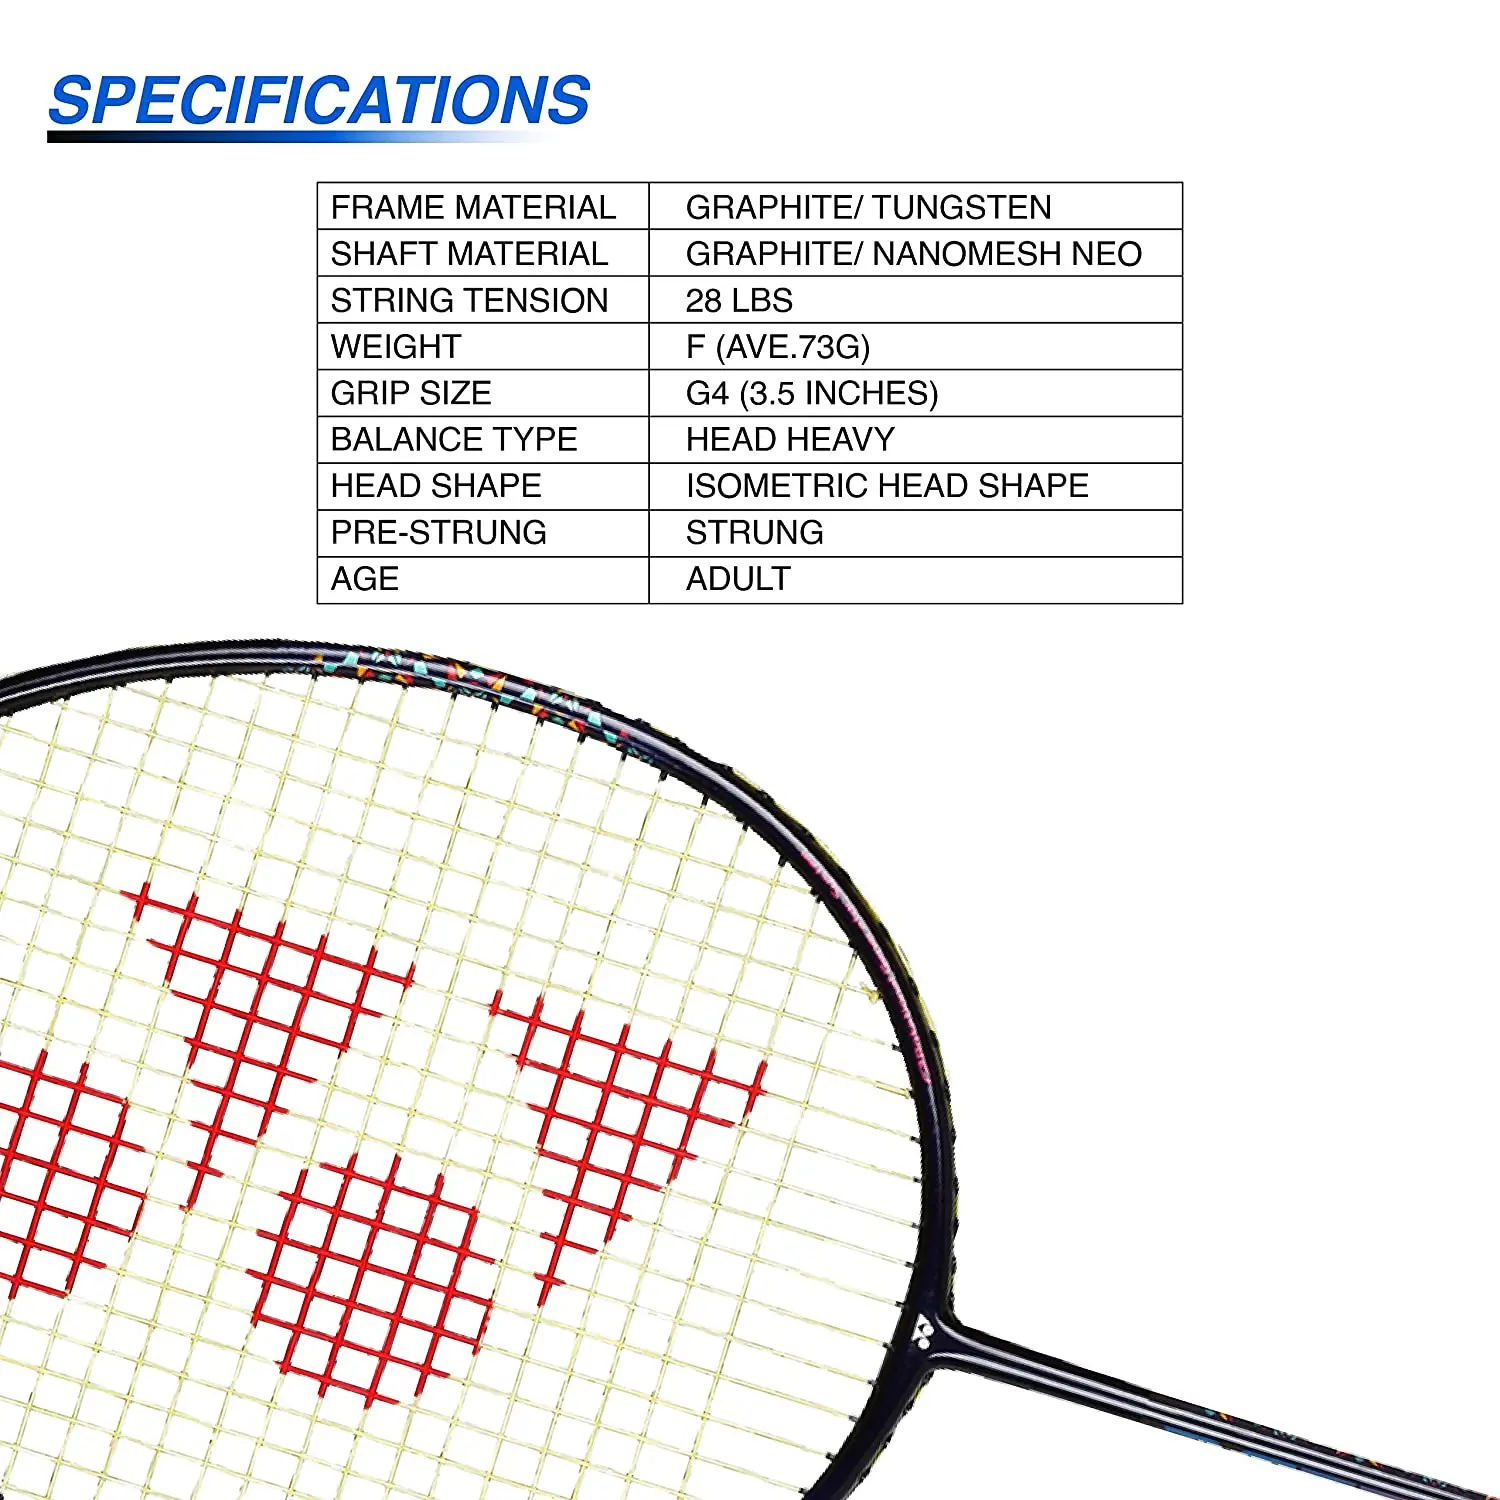 SPECIFICATIONS
FRAME MATERIAL GRAPHITE/ TUNGSTEN
SHAFT MATERIAL GRAPHITE/ NANOMESH NEO
STRING TENSION 28 LBS
WEIGHT F (AVE.73G)
GRIP SIZE G4 (3.5 INCHES)
BALANCE TYPE HEAD HEAVY
HEAD SHAPE ISOMETRIC HEAD SHAPE
PRE-STRUNG STRUNG
AGE ADULT